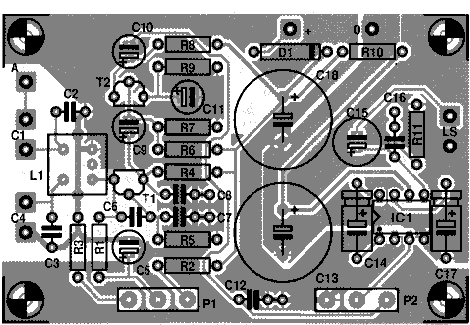 C10
+
0
R8
D1
R10
A
R9
C18
T2
C2
C11
C15
C16
C1
R7
R11
LS
C9
R6
L1
R4
T1
C8
C6
C7
IC1
C4
R3
R1
R5
C3
C5
R2
C14
C12
C13
C17
P1
P2